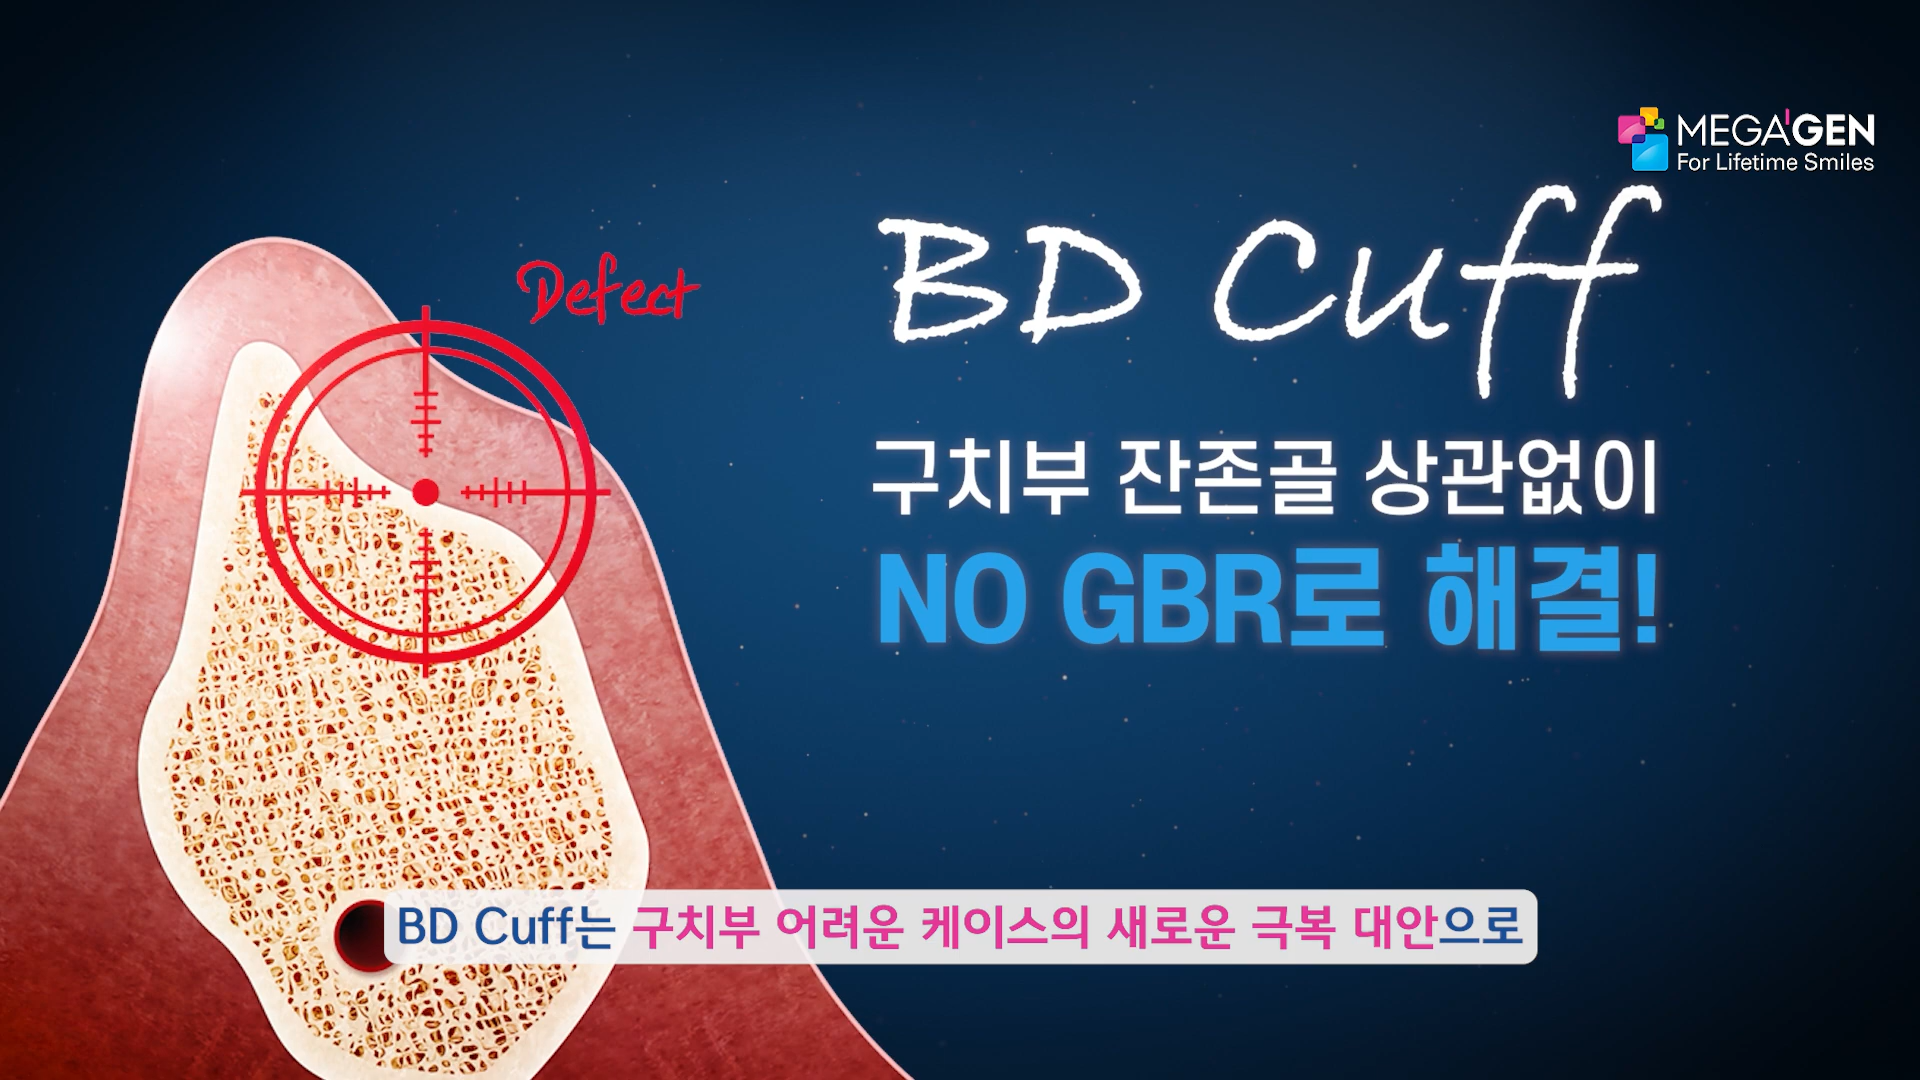 MEGA'GEN
For Lifetime Smiles
BD Cuff
Defect
구치부 잔존골 상관없이
NO GBR로 해결!
BD Cuff는 구치부 어려운 케이스의 새로운 극복 대안으로